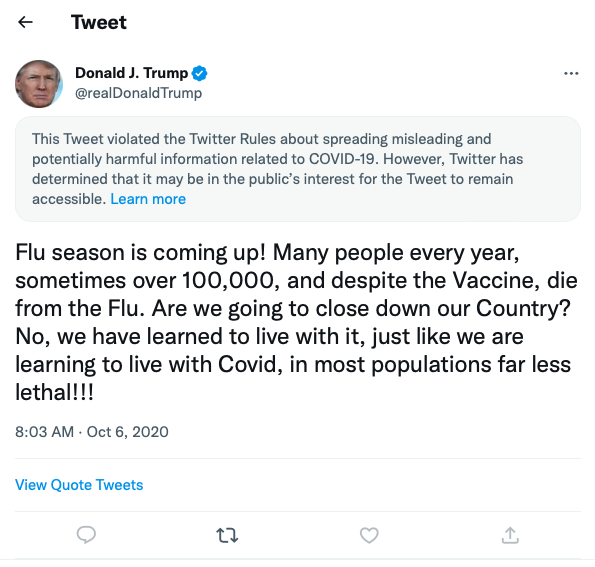 Tweet
Donald J. Trump
@realDonaldTrump
This Tweet violated the Twitter Rules about spreading misleading and
potentially harmful information related to COVID-19. However, Twitter has
determined that it may be in the public's interest for the Tweet to remain
accessible. Learn more
Flu season is coming up! Many people every year,
sometimes over 100,000, and despite the Vaccine, die
from the Flu. Are we going to close down our Country?
No, we have learned to live with it, just like we are
learning to live with Covid, in most populations far less
lethal!!!
8:03 AM · Oct 6, 2020
View Quote Tweets